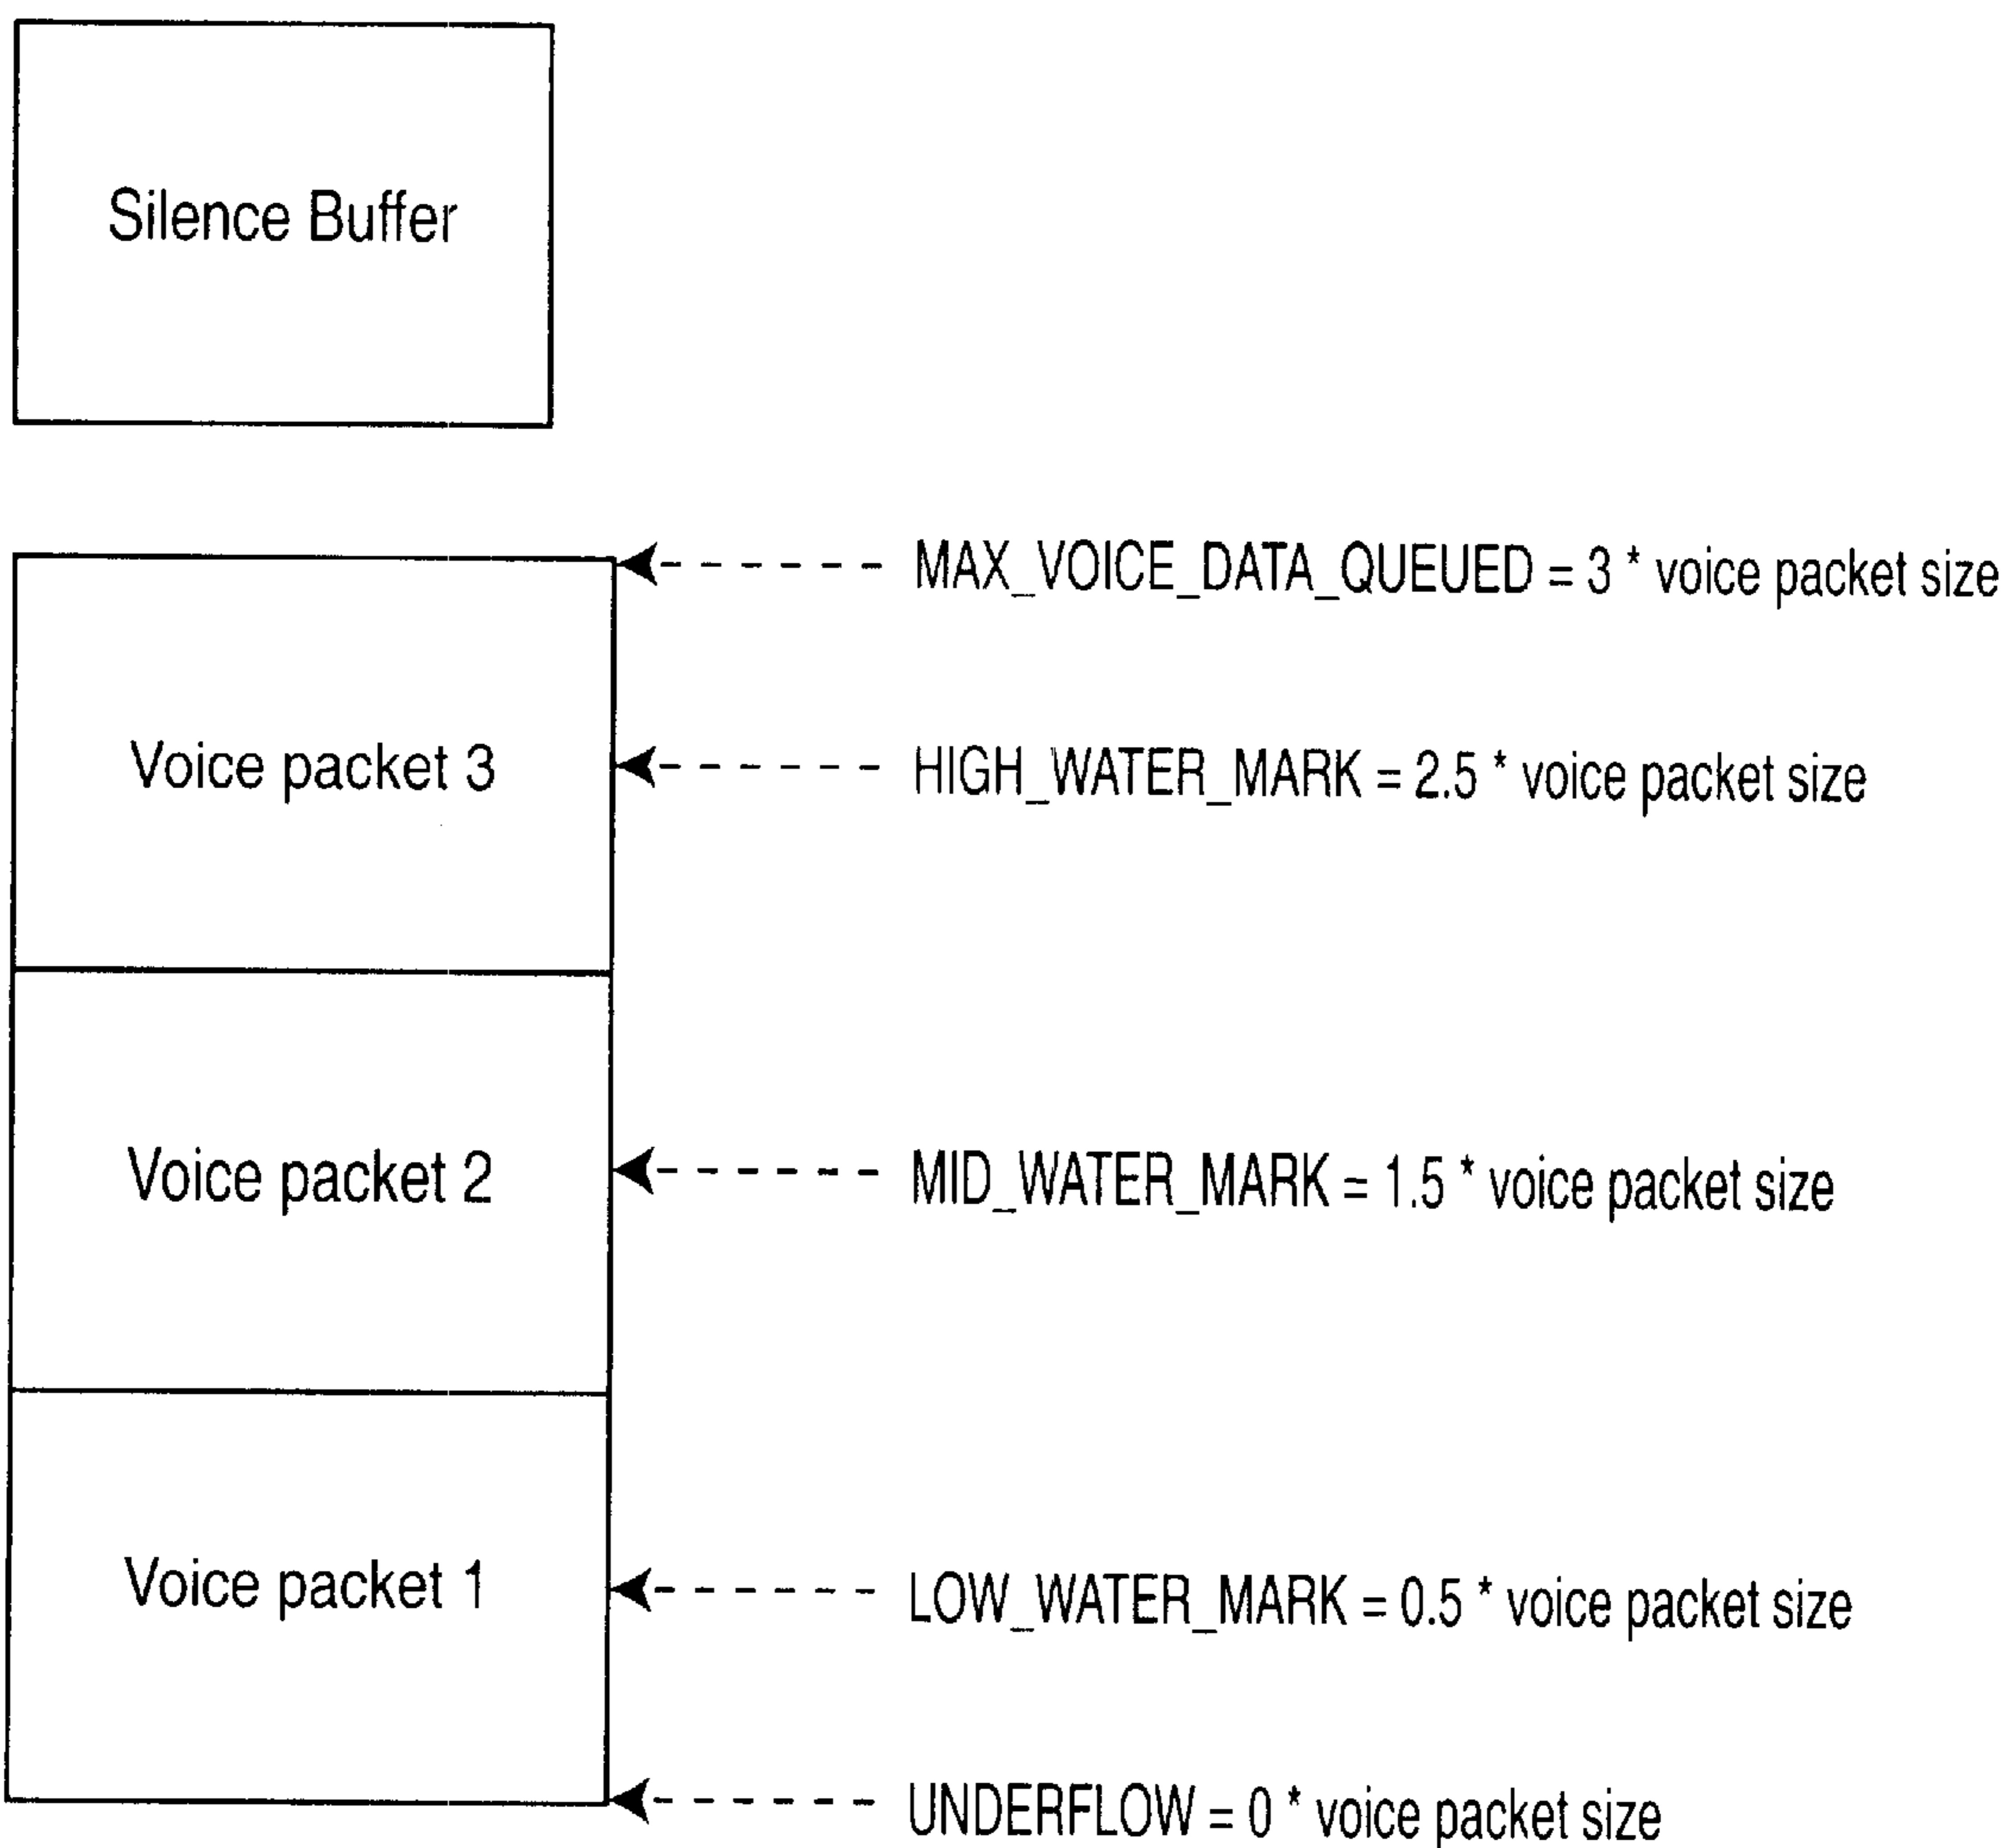 Silence Buffer
MAX_VOICE_DATA_QUEUED = 3 * voice packet size
Voice packet 3
HIGH_WATER_MARK = 2.5 * voice packet size
Voice packet 2
MID_WATER_MARK = 1.5 * voice packet size
Voice packet 1
LOW_WATER_MARK = 0.5 * voice packet size
UNDERFLOW = 0 * voice packet size